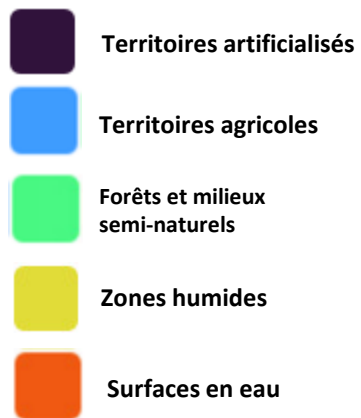 Territoires artificialisés
Territoires agricoles
Forêts et milieux
semi-naturels
Zones humides
Surfaces en eau